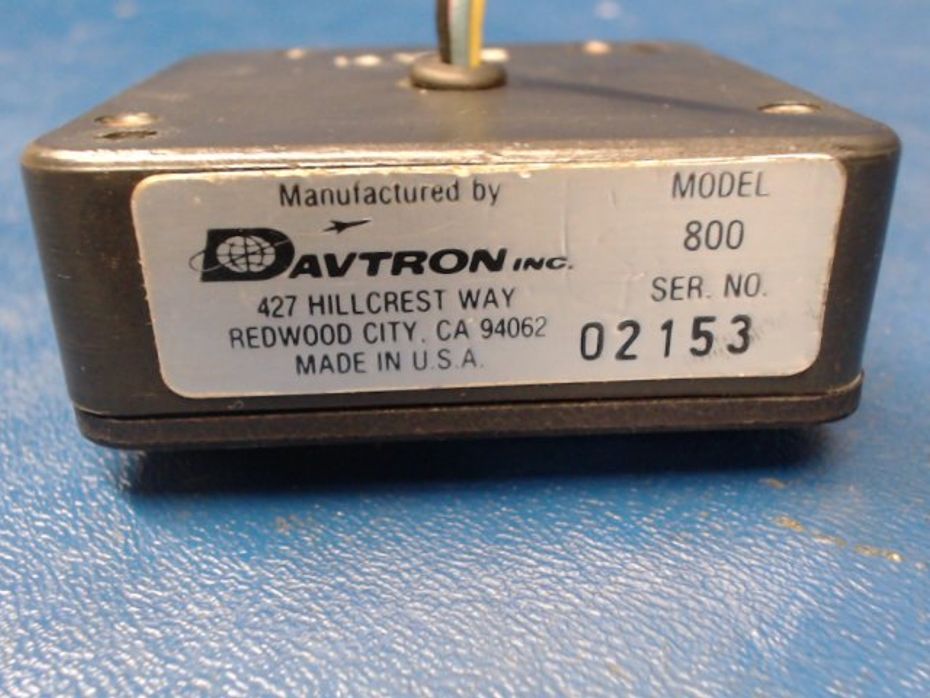 Manufactured by
DAVTRON INC.
427 HILLCREST WAY
REDWOOD CITY, CA 94062
MADE IN U.S.A.
MODEL
800
SER. NO.
02153